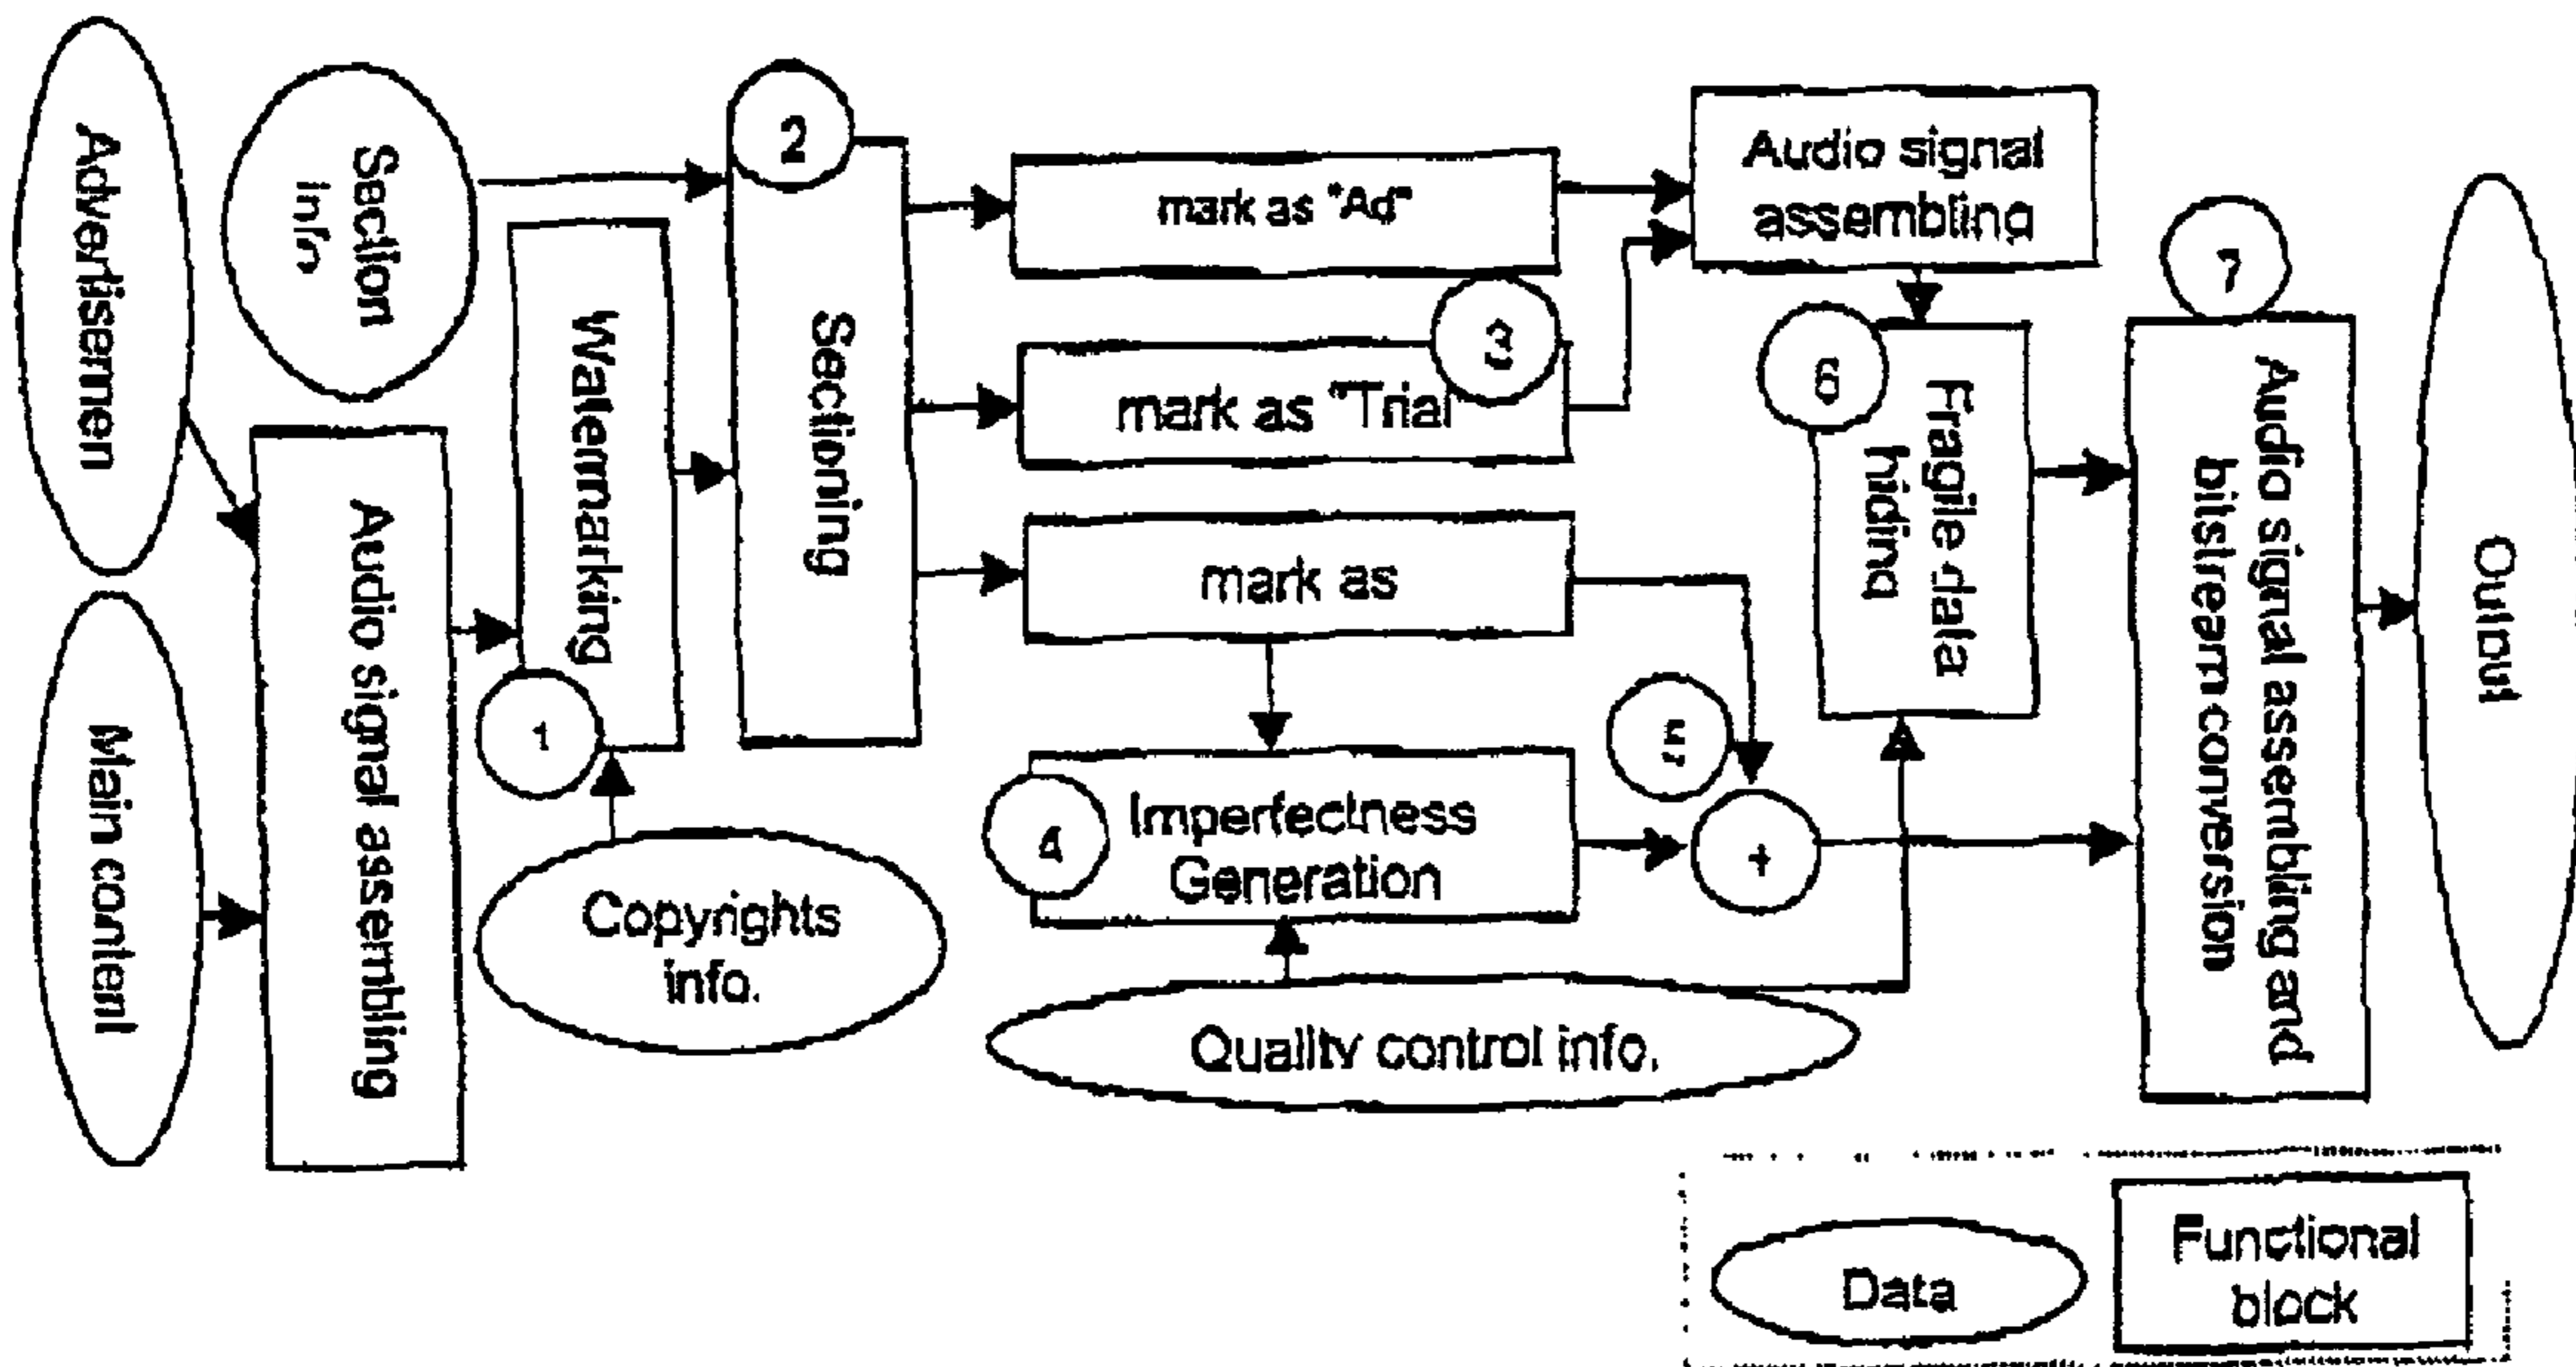 Advertisemen
Section
info
Main content
Audio signal assembling
Watermarking
1
Copyrights
info.
2
Sectioning
mark as "Ad"
mark as "Trial"
3
mark as
4
Imperfectness
Generation
5
+
Quality control info.
Audio signal
assembling
6
Fragile data
hiding
7
Audio signal assembling and
bitstream conversion
Output
Data
Functional
block